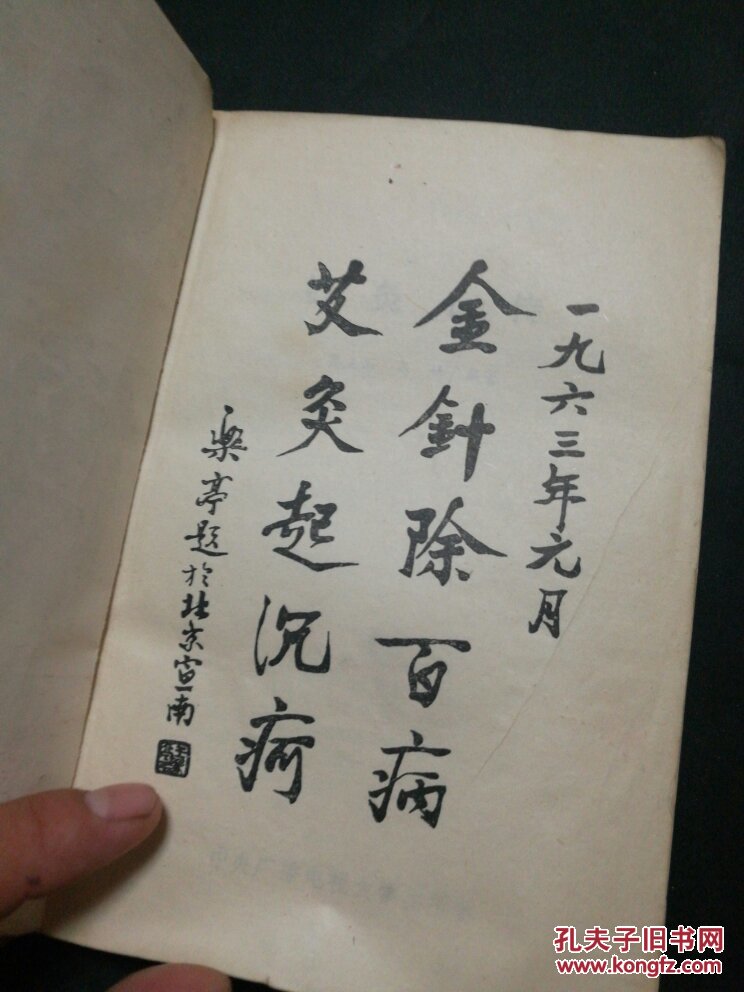 一九六三年元月
金針除百病
艾灸起沉疴
樂亭题於北京宣南
孔夫子旧书网
www.kongfz.com